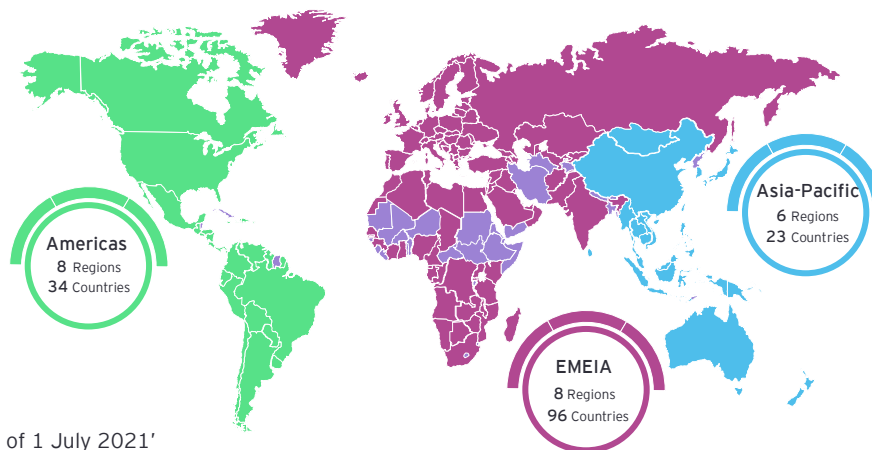 Americas
8 Regions
34 Countries
Asia-Pacific
6 Regions
23 Countries
EMEIA
8 Regions
96 Countries
of 1 July 2021′